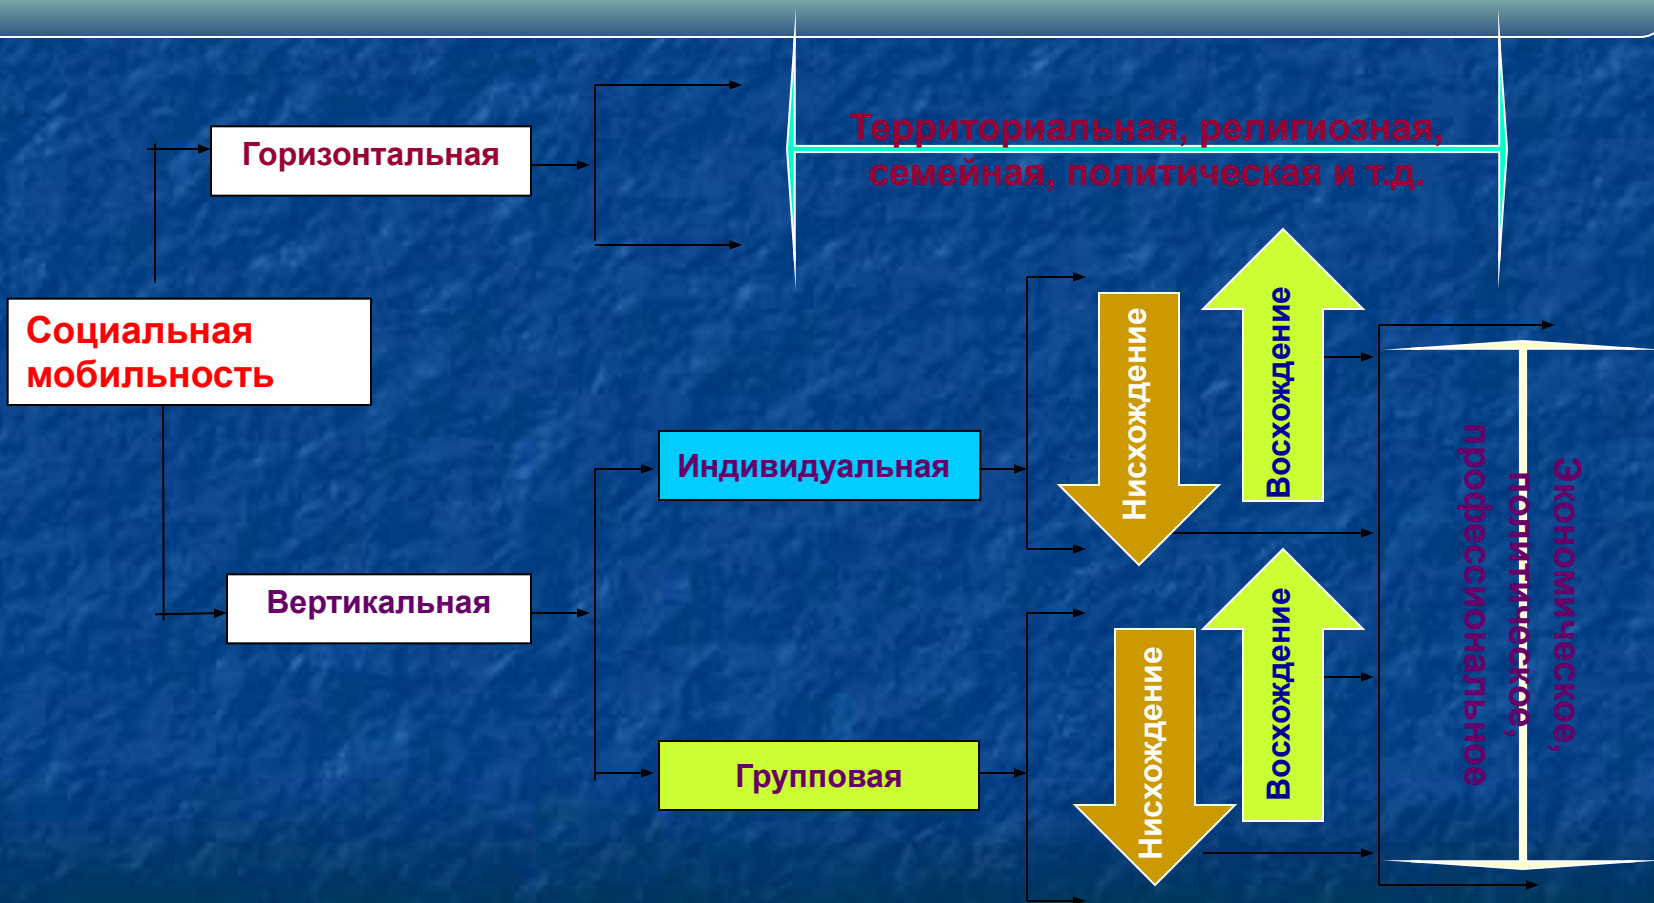 Территориальная, религиозная,
семейная, политическая и т.д.
Горизонтальная
Социальная
мобильность
Вертикальная
Индивидуальная
Групповая
Нисхождение
Восхождение
Нисхождение
Восхождение
Экономическое,
политическое,
профессиональное